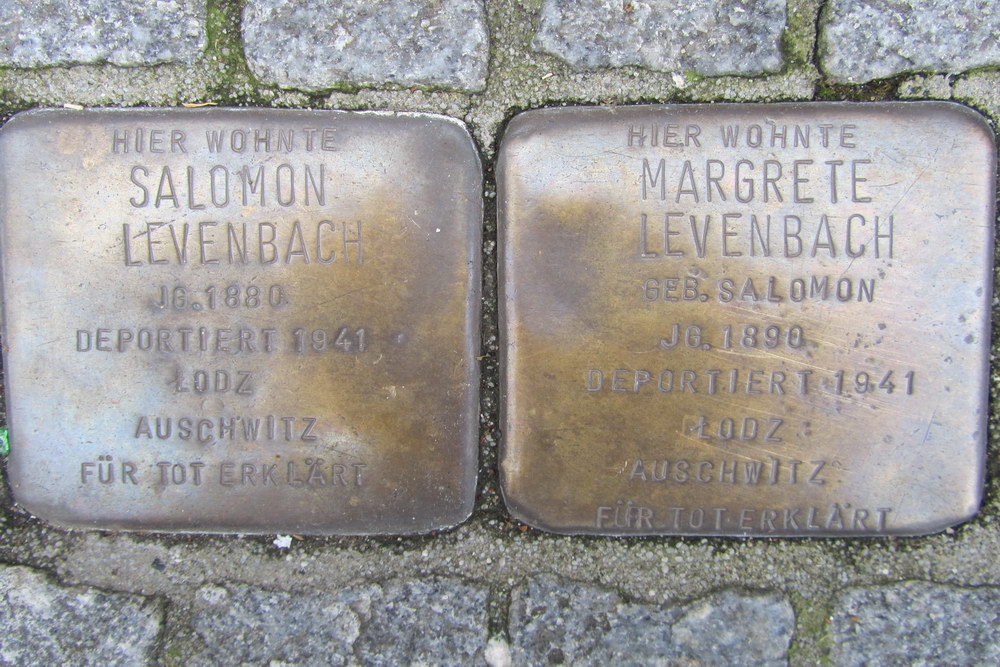 HIER WOHNTE
SALOMON
LEVENBACH
JG. 1880
DEPORTIERT 1941
LODZ
AUSCHWITZ
FÜR TOT ERKLÄRT
HIER WOHNTE
MARGRETE
LEVENBACH
GEB. SALOMON
JG. 1890
DEPORTIERT 1941
LODZ
AUSCHWITZ
FÜR TOT ERKLÄRT